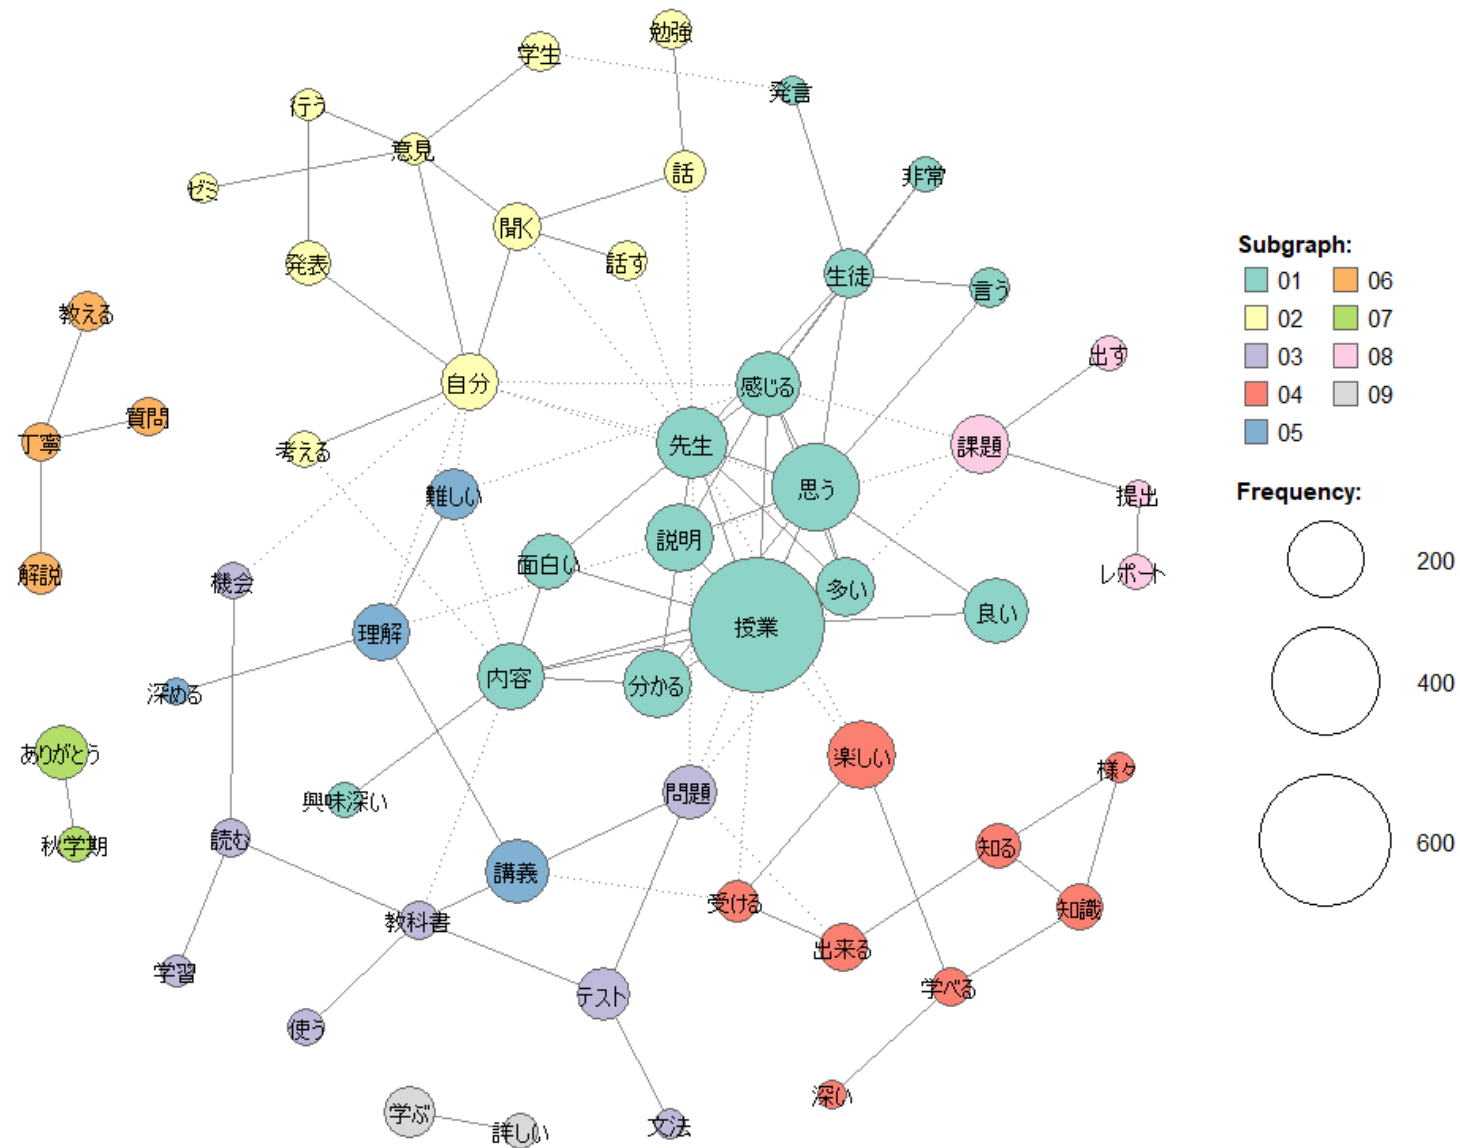 勉強
学生
発言
行う
意見
非常
話
ゼミ
聞く
話す
発表
生徒
言う
教える
出す
自分
感じる
質問
丁寧
考える
先生
課題
難しい
思う
提出
説明
面白い
解説
機会
多い
レポート
良い
理解
授業
内容
分かる
深める
ありがとう
楽しい
様々
興味深い
問題
秋学期
読む
知る
講義
受ける
知識
教科書
出来る
学習
学べる
テスト
使う
深い
学ぶ
詳しい
文法
Subgraph:
01 06
02 07
03 08
04 09
05
Frequency:
200
400
600